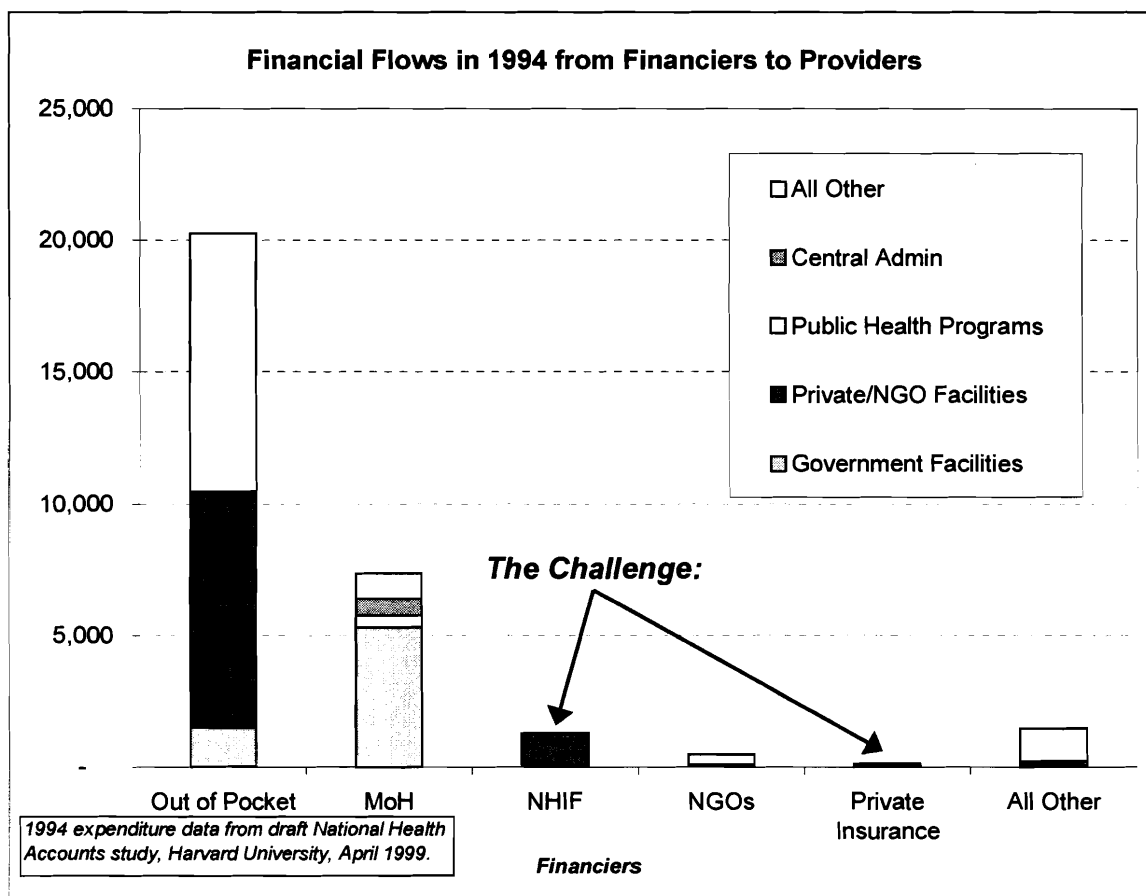 Financial Flows in 1994 from Financiers to Providers
25,000
20,000
15,000
10,000
5,000
-
All Other
Central Admin
Public Health Programs
Private/NGO Facilities
Government Facilities
The Challenge:
Out of Pocket
MoH
NHIF
NGOs
Private
Insurance
All Other
1994 expenditure data from draft National Health
Accounts study, Harvard University, April 1999.
Financiers